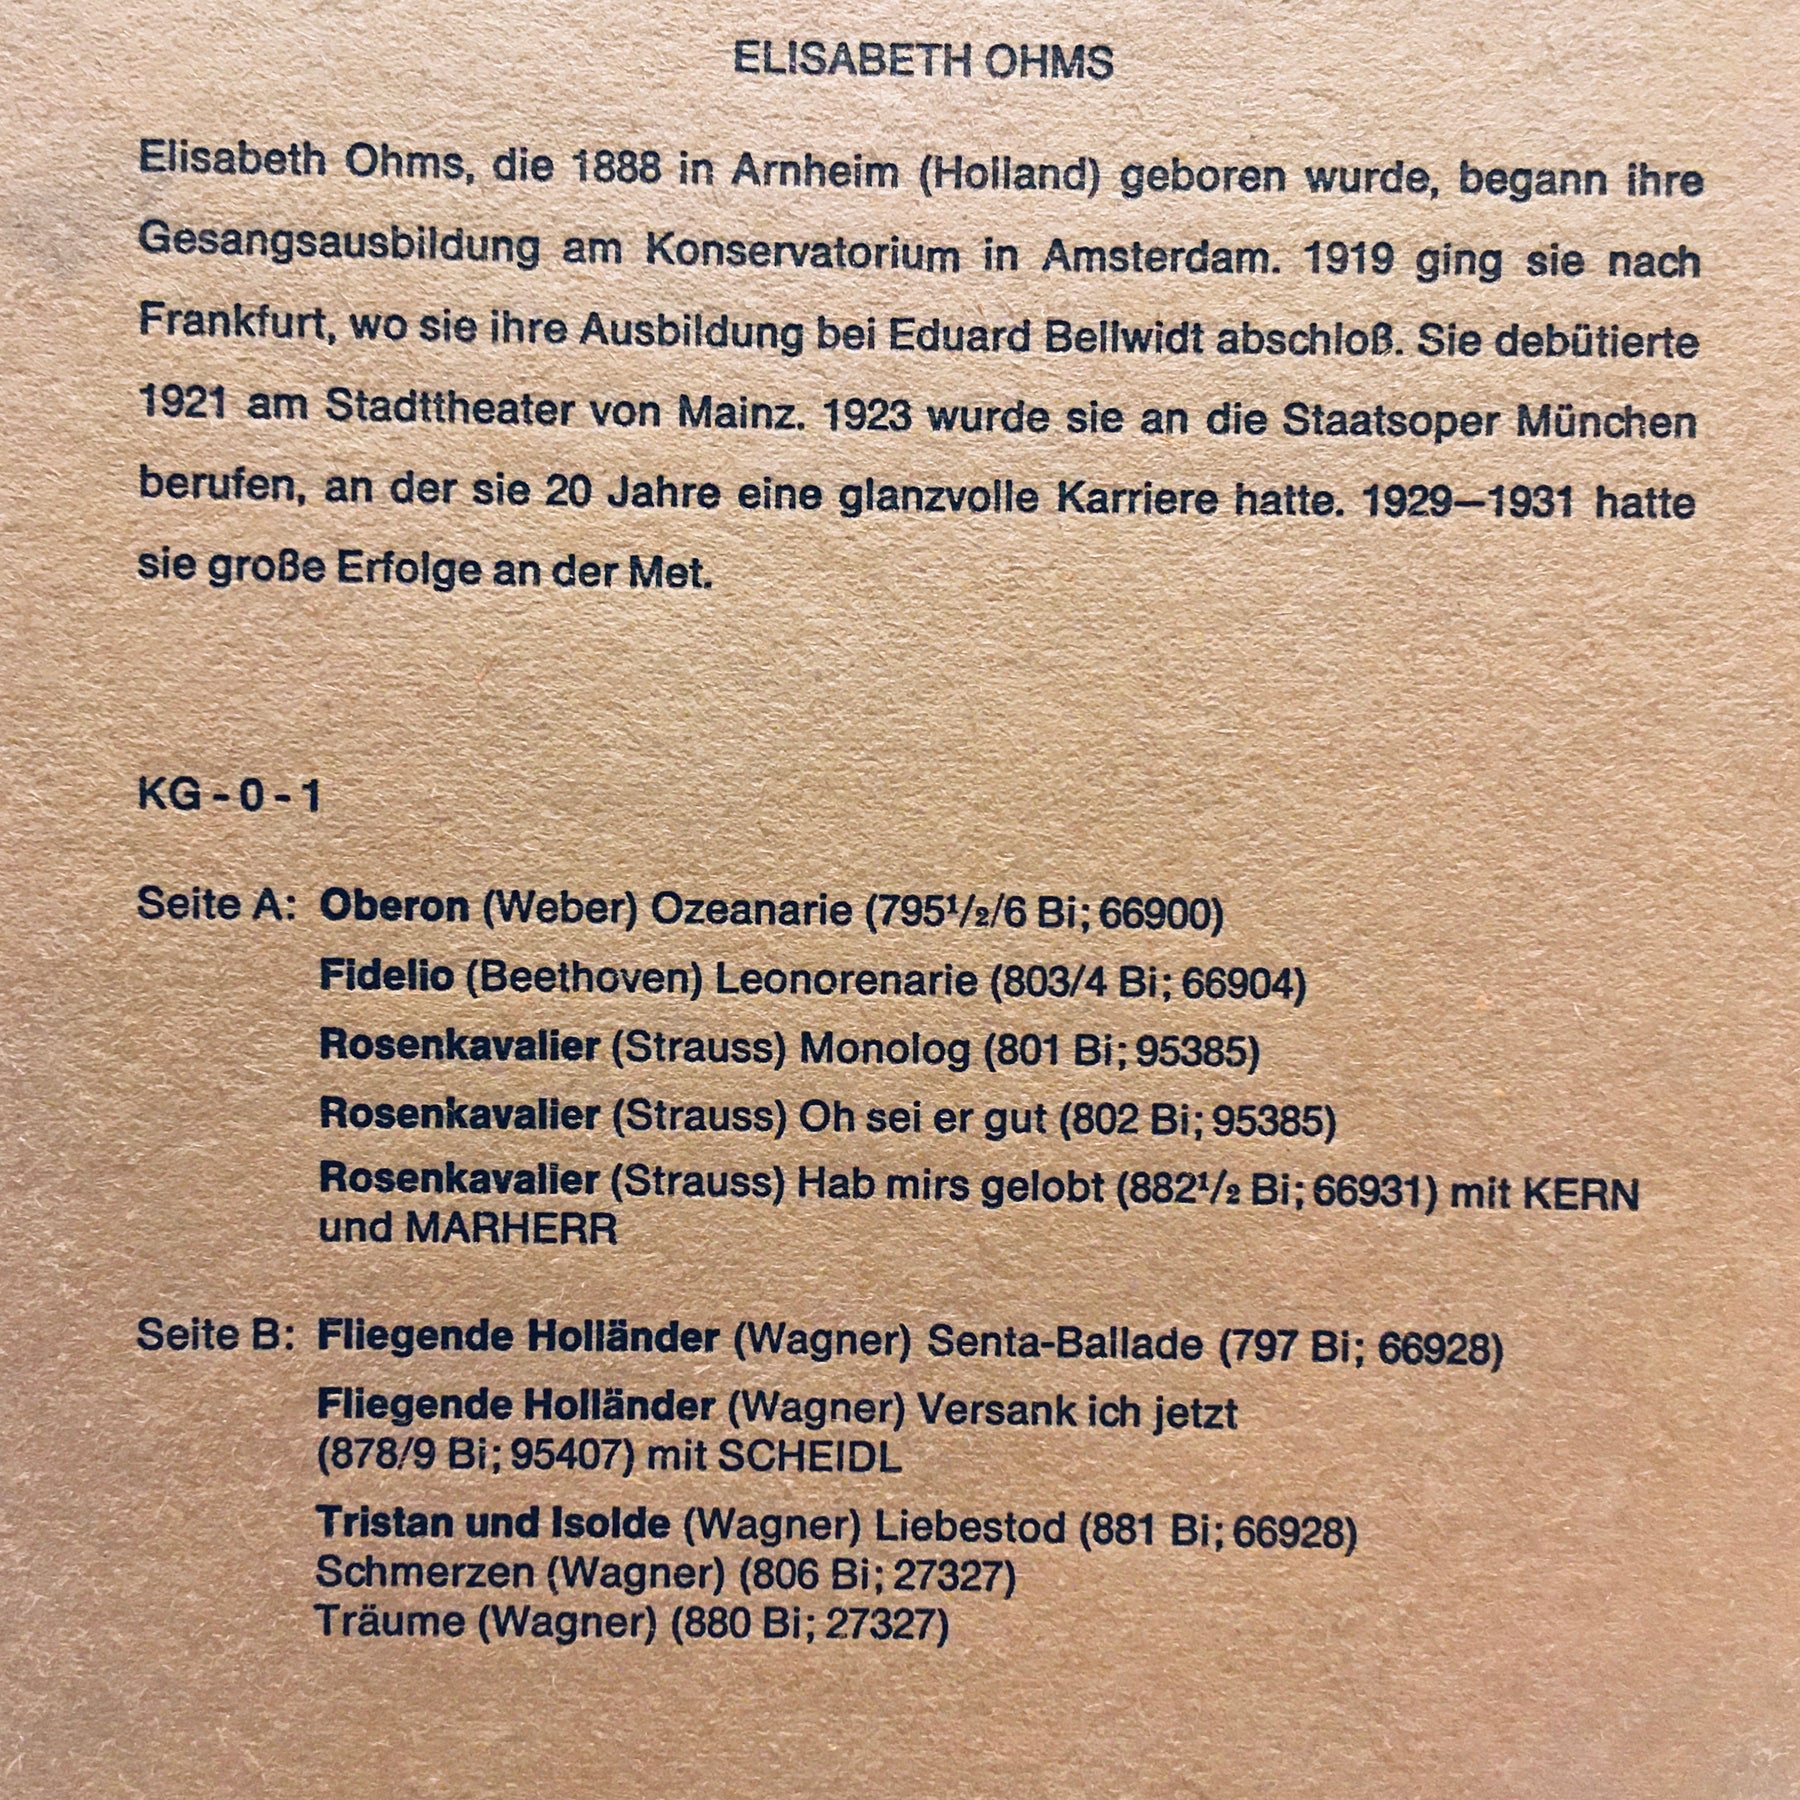 ELISABETH OHMS
Elisabeth Ohms, die 1888 in Arnheim (Holland) geboren wurde, begann ihre
Gesangsausbildung am Konservatorium in Amsterdam. 1919 ging sie nach
Frankfurt, wo sie ihre Ausbildung bei Eduard Bellwidt abschloß. Sie debütierte
1921 am Stadttheater von Mainz. 1923 wurde sie an die Staatsoper München
berufen, an der sie 20 Jahre eine glanzvolle Karriere hatte. 1929–1931 hatte
sie große Erfolge an der Met.
KG - 0 - 1
Seite A: Oberon (Weber) Ozeanarie (795¹/₂/6 Bi; 66900)
Fidelio (Beethoven) Leonorenarie (803/4 Bi; 66904)
Rosenkavalier (Strauss) Monolog (801 Bi; 95385)
Rosenkavalier (Strauss) Oh sei er gut (802 Bi; 95385)
Rosenkavalier (Strauss) Hab mirs gelobt (882¹/₂ Bi; 66931) mit KERN
und MARHERR
Seite B: Fliegende Holländer (Wagner) Senta-Ballade (797 Bi; 66928)
Fliegende Holländer (Wagner) Versank ich jetzt
(878/9 Bi; 95407) mit SCHEIDL
Tristan und Isolde (Wagner) Liebestod (881 Bi; 66928)
Schmerzen (Wagner) (806 Bi; 27327)
Träume (Wagner) (880 Bi; 27327)